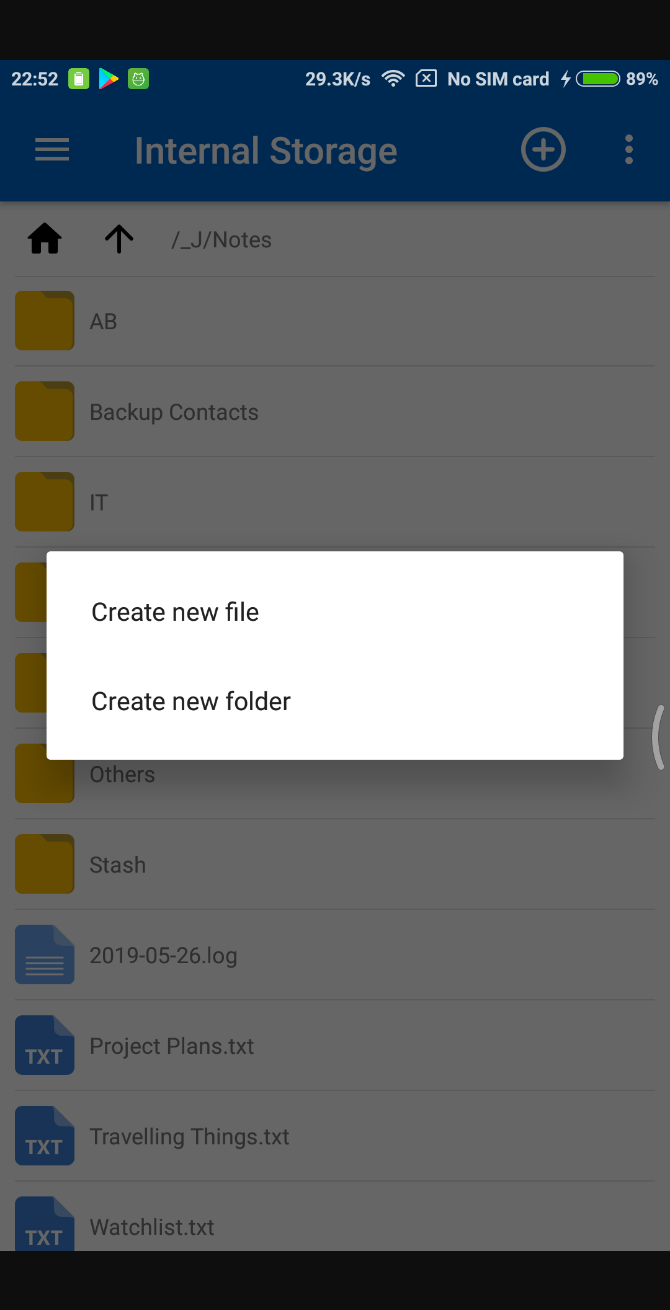 22:52 29.3K/s No SIM card 89%
Internal Storage
/_J/Notes
AB
Backup Contacts
IT
Create new file
Create new folder
Others
Stash
2019-05-26.log
TXT Project Plans.txt
TXT Travelling Things.txt
TXT Watchlist.txt